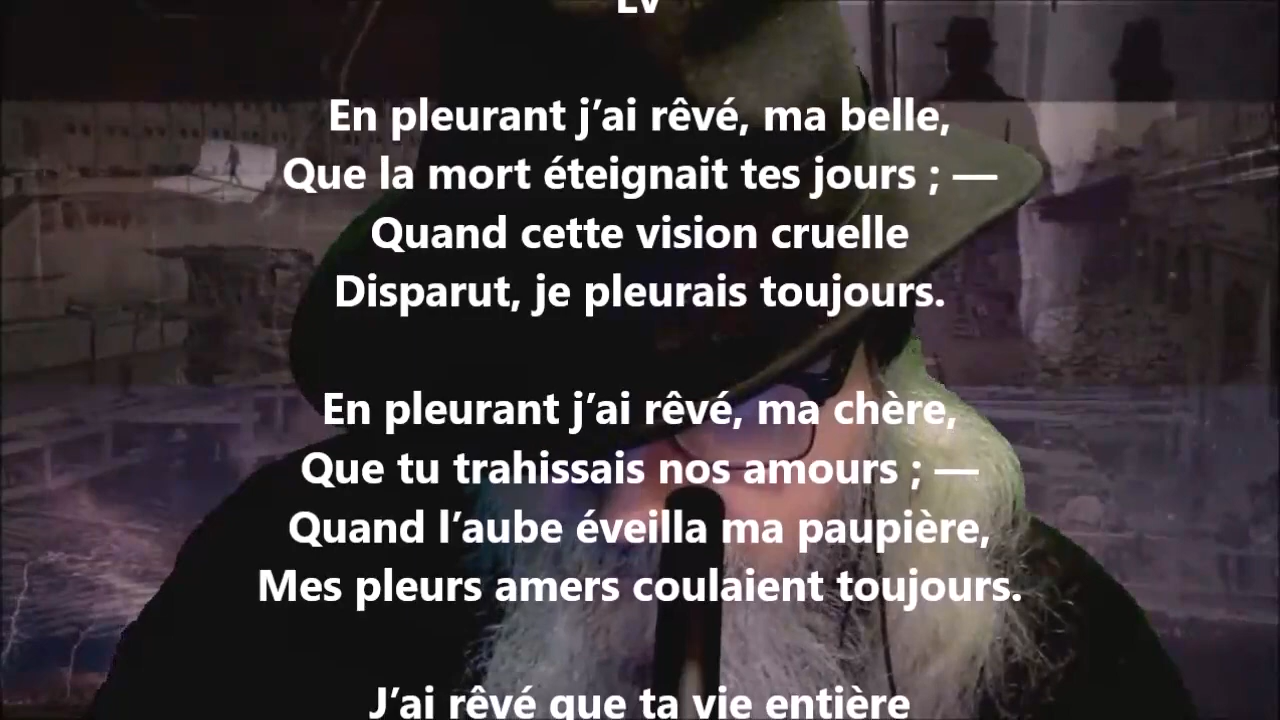 LV
En pleurant j’ai rêvé, ma belle,
Que la mort éteignait tes jours ; —
Quand cette vision cruelle
Disparut, je pleurais toujours.
En pleurant j’ai rêvé, ma chère,
Que tu trahissais nos amours ; —
Quand l’aube éveilla ma paupière,
Mes pleurs amers coulaient toujours.
J’ai rêvé que ta vie entière